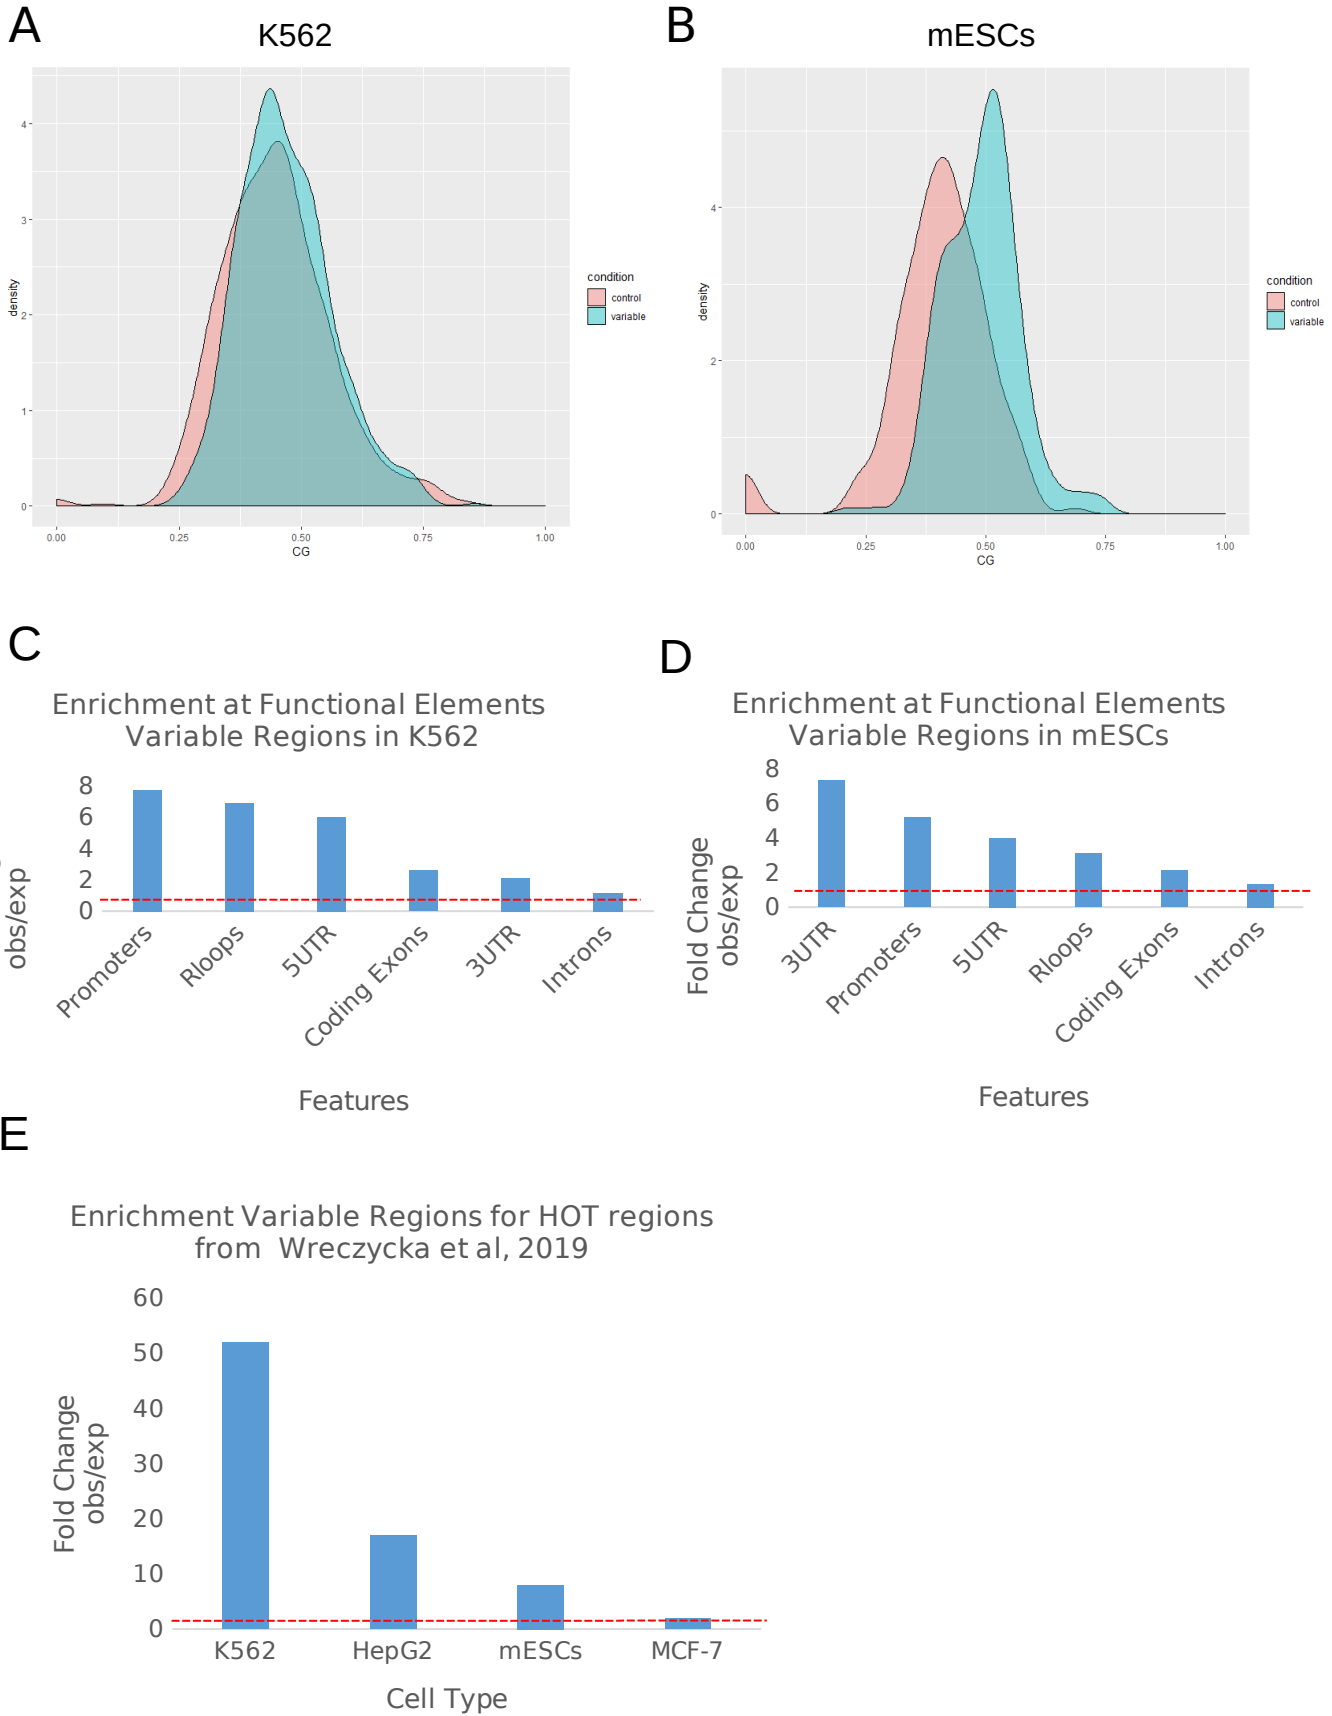 A
K562
B
mESCs
density
4
3
2
1
0
0.00 0.25 0.50 0.75 1.00
CG
condition
control
variable
density
4
2
0
0.00 0.25 0.50 0.75 1.00
CG
condition
control
variable
C
Enrichment at Functional Elements
Variable Regions in K562
obs/exp
8
6
4
2
0
Promoters Rloops 5UTR Coding Exons 3UTR Introns
Features
D
Enrichment at Functional Elements
Variable Regions in mESCs
Fold Change
obs/exp
8
6
4
2
0
3UTR Promoters 5UTR Rloops Coding Exons Introns
Features
E
Enrichment Variable Regions for HOT regions
from Wreczycka et al, 2019
Fold Change
obs/exp
60
50
40
30
20
10
0
K562 HepG2 mESCs MCF-7
Cell Type